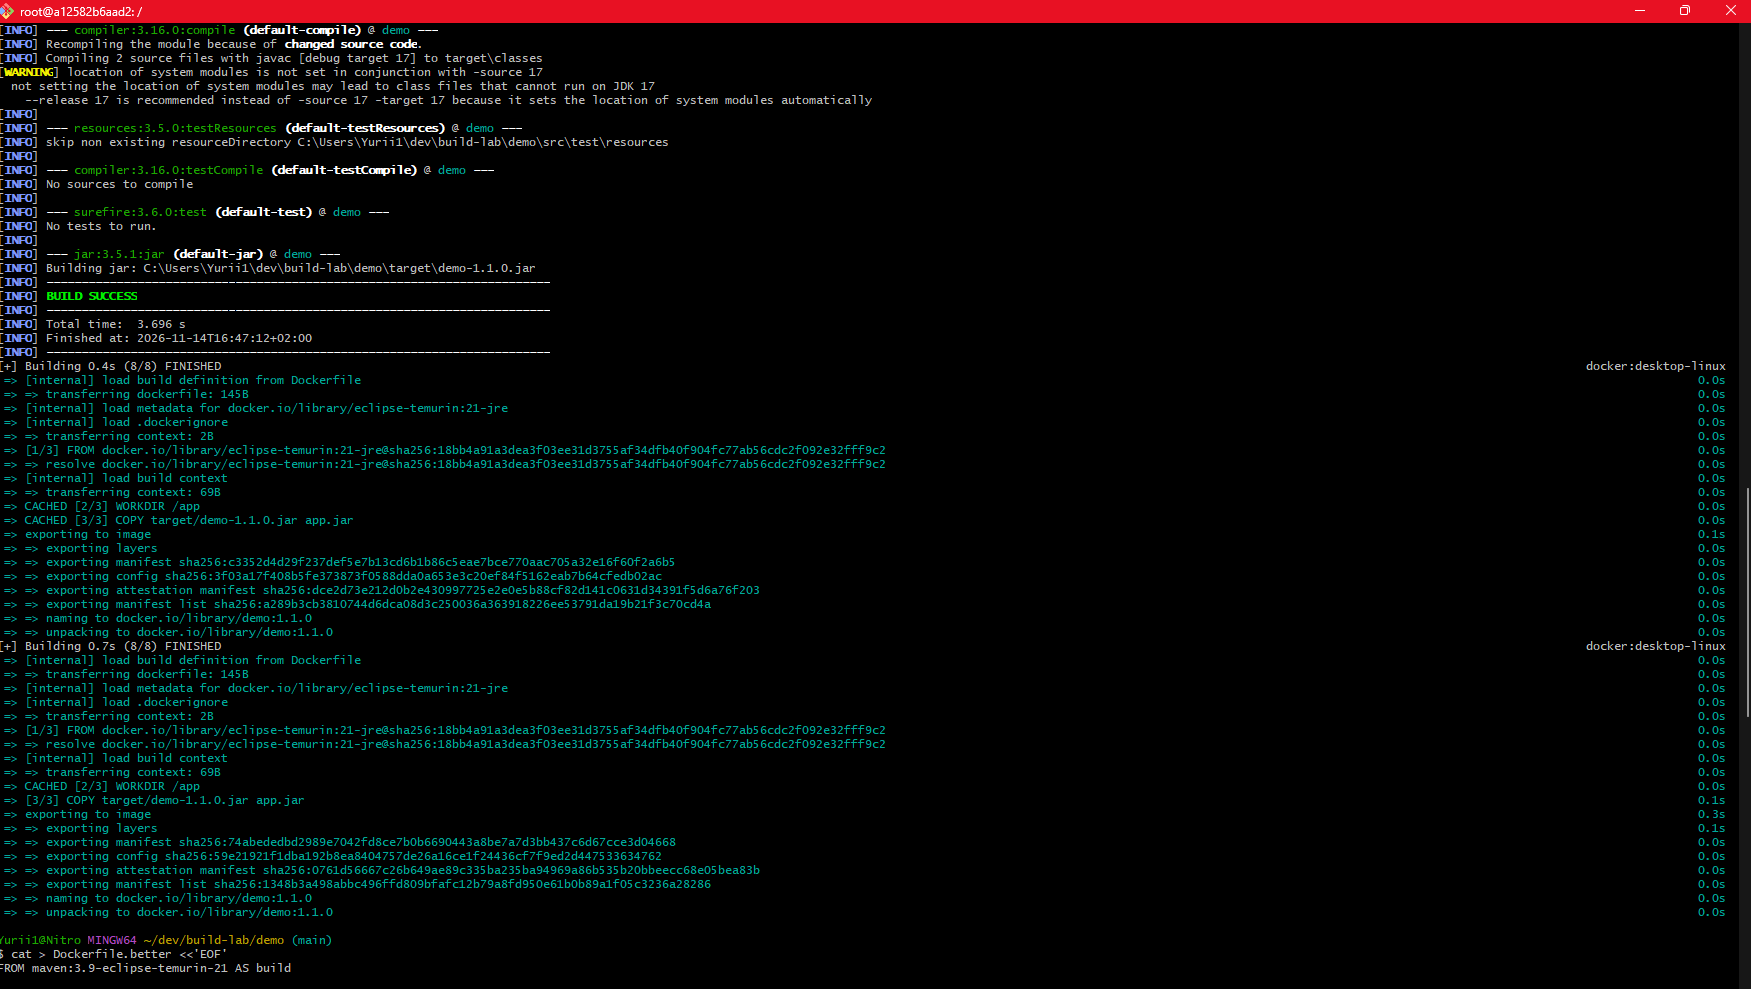 root@a12582b6aad2: /
[INFO] --- compiler:3.16.0:compile (default-compile) @ demo ---
[INFO] Recompiling the module because of changed source code.
[INFO] Compiling 2 source files with javac [debug target 17] to target\classes
[WARNING] location of system modules is not set in conjunction with -source 17
  not setting the location of system modules may lead to class files that cannot run on JDK 17
    --release 17 is recommended instead of -source 17 -target 17 because it sets the location of system modules automatically
[INFO]
[INFO] --- resources:3.5.0:testResources (default-testResources) @ demo ---
[INFO] skip non existing resourceDirectory C:\Users\Yurii1\dev\build-lab\demo\src\test\resources
[INFO]
[INFO] --- compiler:3.16.0:testCompile (default-testCompile) @ demo ---
[INFO] No sources to compile
[INFO]
[INFO] --- surefire:3.6.0:test (default-test) @ demo ---
[INFO] No tests to run.
[INFO]
[INFO] --- jar:3.5.1:jar (default-jar) @ demo ---
[INFO] Building jar: C:\Users\Yurii1\dev\build-lab\demo\target\demo-1.1.0.jar
[INFO] ------------------------------------------------------------------------
[INFO] BUILD SUCCESS
[INFO] ------------------------------------------------------------------------
[INFO] Total time:  3.696 s
[INFO] Finished at: 2026-11-14T16:47:12+02:00
[INFO] ------------------------------------------------------------------------
[+] Building 0.4s (8/8) FINISHED docker:desktop-linux
=> [internal] load build definition from Dockerfile 0.0s
=> => transferring dockerfile: 145B 0.0s
=> [internal] load metadata for docker.io/library/eclipse-temurin:21-jre 0.0s
=> [internal] load .dockerignore 0.0s
=> => transferring context: 2B 0.0s
=> [1/3] FROM docker.io/library/eclipse-temurin:21-jre@sha256:18bb4a91a3dea3f03ee31d3755af34dfb40f904fc77ab56cdc2f092e32fff9c2 0.0s
=> => resolve docker.io/library/eclipse-temurin:21-jre@sha256:18bb4a91a3dea3f03ee31d3755af34dfb40f904fc77ab56cdc2f092e32fff9c2 0.0s
=> [internal] load build context 0.0s
=> => transferring context: 69B 0.0s
=> CACHED [2/3] WORKDIR /app 0.0s
=> CACHED [3/3] COPY target/demo-1.1.0.jar app.jar 0.0s
=> exporting to image 0.1s
=> => exporting layers 0.0s
=> => exporting manifest sha256:c3352d4d29f237def5e7b13cd6b1b86c5eae7bce770aac705a32e16f60f2a6b5 0.0s
=> => exporting config sha256:3f03a17f408b5fe373873f0588dda0a653e3c20ef84f5162eab7b64cfedb02ac 0.0s
=> => exporting attestation manifest sha256:dce2d73e212d0b2e430997725e2e0e5b88cf82d141c0631d34391f5d6a76f203 0.0s
=> => exporting manifest list sha256:a289b3cb3810744d6dca08d3c250036a363918226ee53791da19b21f3c70cd4a 0.0s
=> => naming to docker.io/library/demo:1.1.0 0.0s
=> => unpacking to docker.io/library/demo:1.1.0 0.0s
[+] Building 0.7s (8/8) FINISHED docker:desktop-linux
=> [internal] load build definition from Dockerfile 0.0s
=> => transferring dockerfile: 145B 0.0s
=> [internal] load metadata for docker.io/library/eclipse-temurin:21-jre 0.0s
=> [internal] load .dockerignore 0.0s
=> => transferring context: 2B 0.0s
=> [1/3] FROM docker.io/library/eclipse-temurin:21-jre@sha256:18bb4a91a3dea3f03ee31d3755af34dfb40f904fc77ab56cdc2f092e32fff9c2 0.0s
=> => resolve docker.io/library/eclipse-temurin:21-jre@sha256:18bb4a91a3dea3f03ee31d3755af34dfb40f904fc77ab56cdc2f092e32fff9c2 0.0s
=> [internal] load build context 0.0s
=> => transferring context: 69B 0.0s
=> CACHED [2/3] WORKDIR /app 0.0s
=> [3/3] COPY target/demo-1.1.0.jar app.jar 0.1s
=> exporting to image 0.3s
=> => exporting layers 0.1s
=> => exporting manifest sha256:74abededbd2989e7042fd8ce7b0b6690443a8be7a7d3bb437c6d67cce3d04668 0.0s
=> => exporting config sha256:59e21921f1dba192b8ea8404757de26a16ce1f24436cf7f9ed2d447533634762 0.0s
=> => exporting attestation manifest sha256:0761d56667c26b649ae89c335ba235ba94969a86b535b20bbeecc68e05bea83b 0.0s
=> => exporting manifest list sha256:1348b3a498abbc496ffd809bfafc12b79a8fd950e61b0b89a1f05c3236a28286 0.0s
=> => naming to docker.io/library/demo:1.1.0 0.0s
=> => unpacking to docker.io/library/demo:1.1.0 0.0s
Yurii1@Nitro MINGW64 ~/dev/build-lab/demo (main)
$ cat > Dockerfile.better <<'EOF'
FROM maven:3.9-eclipse-temurin-21 AS build